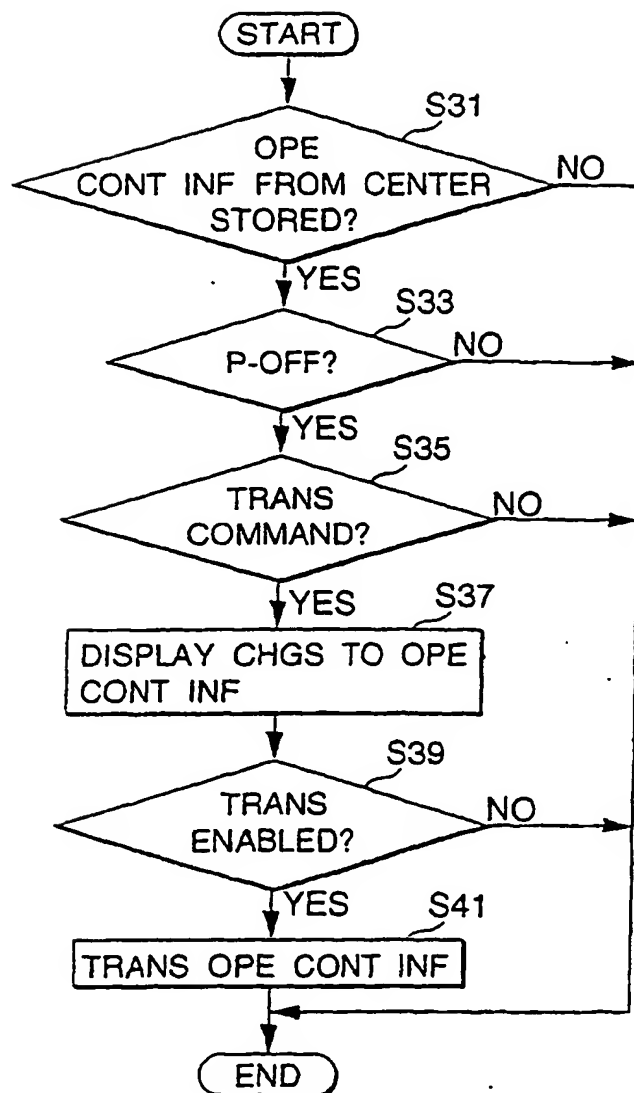 START
S31
OPE
CONT INF FROM CENTER
STORED?
NO
YES
S33
P-OFF?
NO
YES
S35
TRANS
COMMAND?
NO
YES
S37
DISPLAY CHGS TO OPE
CONT INF
S39
TRANS
ENABLED?
NO
YES
S41
TRANS OPE CONT INF
END